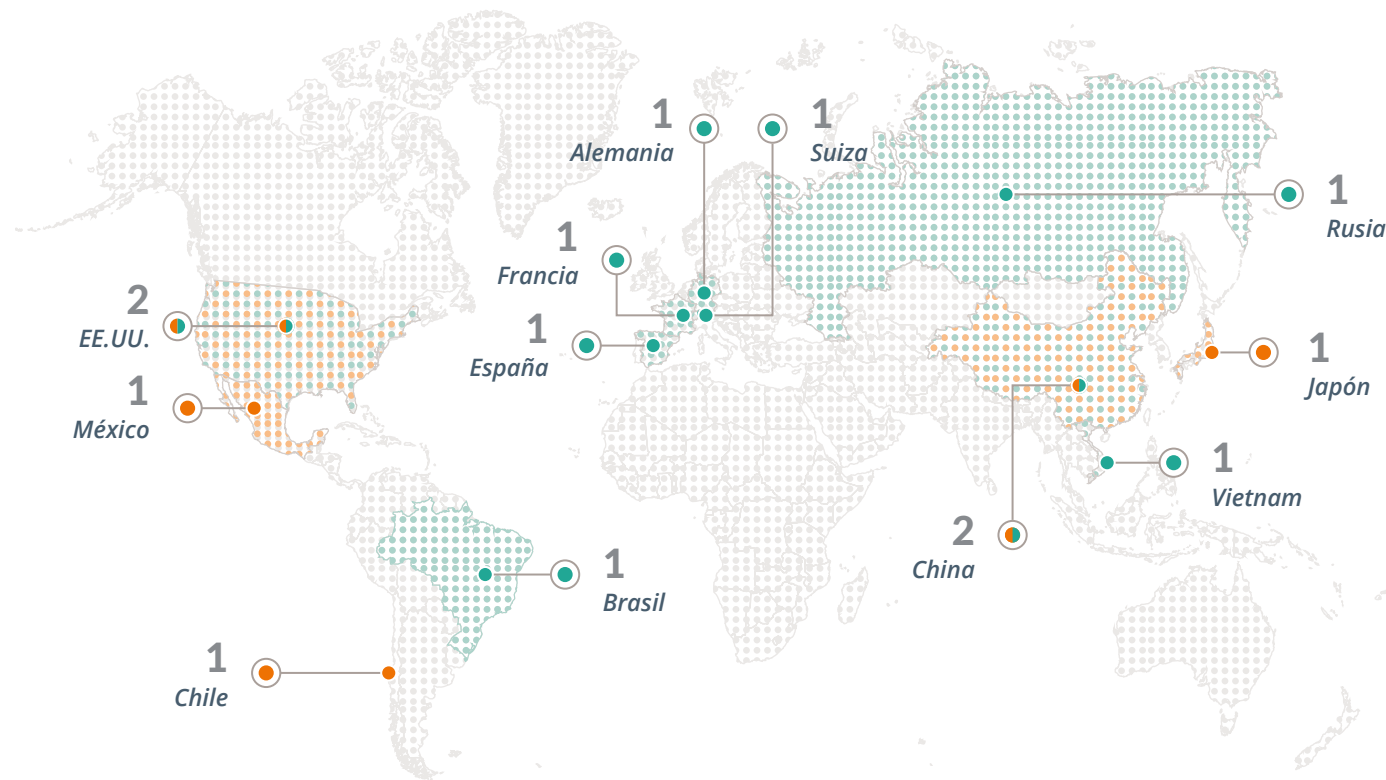 1
Alemania
1
Suiza
1
Rusia
1
Francia
2
EE.UU.
1
España
1
Japón
1
México
1
Vietnam
2
China
1
Brasil
1
Chile